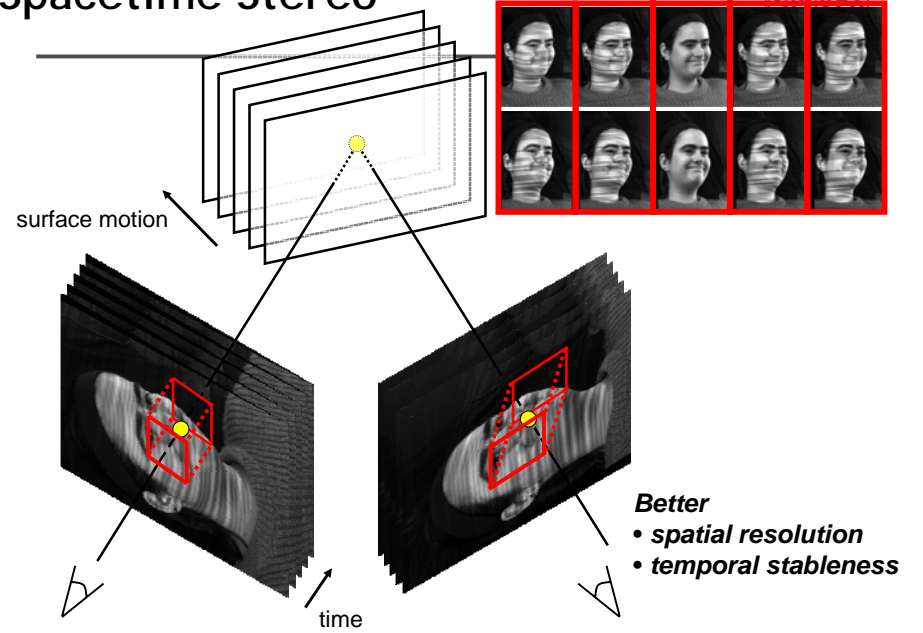 Spacetime Stereo
surface motion
Better
• spatial resolution
• temporal stableness
time